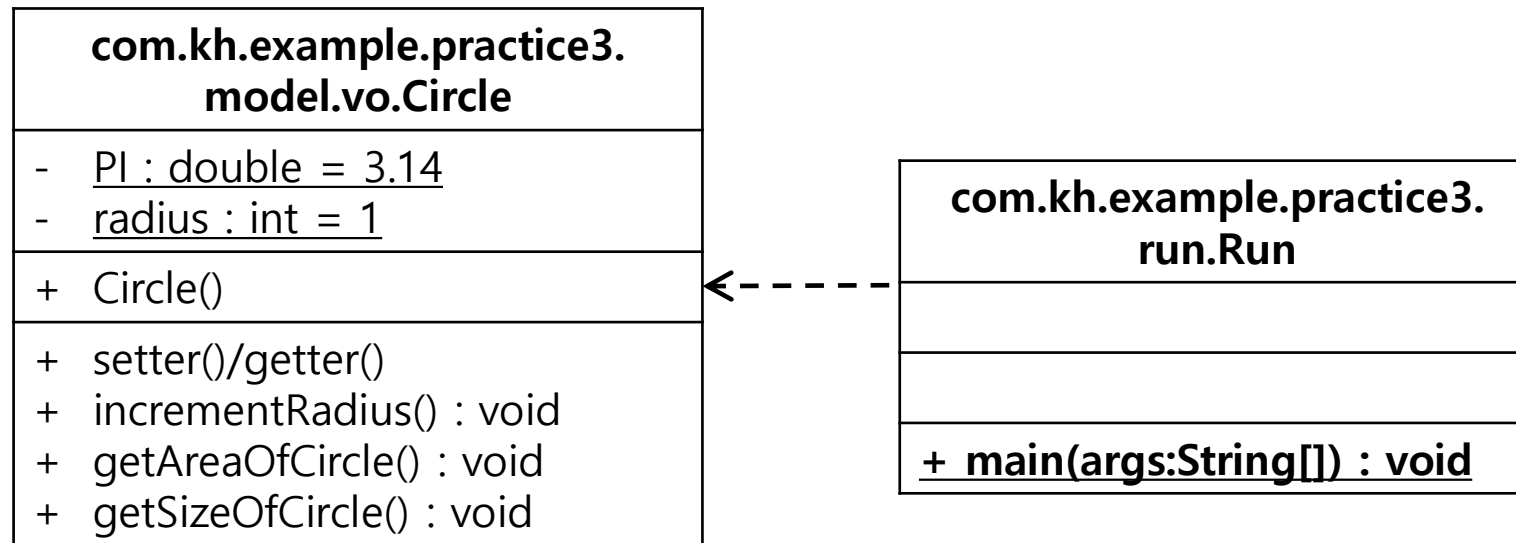 com.kh.example.practice3.
model.vo.Circle
- PI : double = 3.14
- radius : int = 1
+ Circle()
+ setter()/getter()
+ incrementRadius() : void
+ getAreaOfCircle() : void
+ getSizeOfCircle() : void
com.kh.example.practice3.
run.Run
+ main(args:String[]) : void